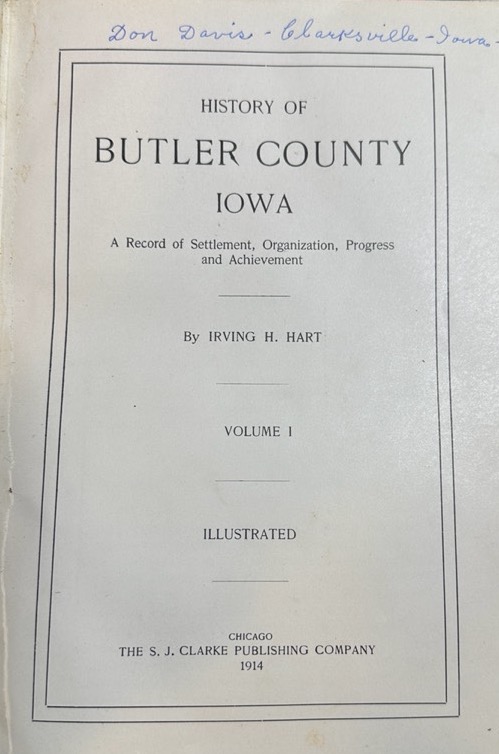 Don Davis - Clarksville - Iowa -
HISTORY OF
BUTLER COUNTY
IOWA
A Record of Settlement, Organization, Progress
and Achievement
By IRVING H. HART
VOLUME I
ILLUSTRATED
CHICAGO
THE S. J. CLARKE PUBLISHING COMPANY
1914